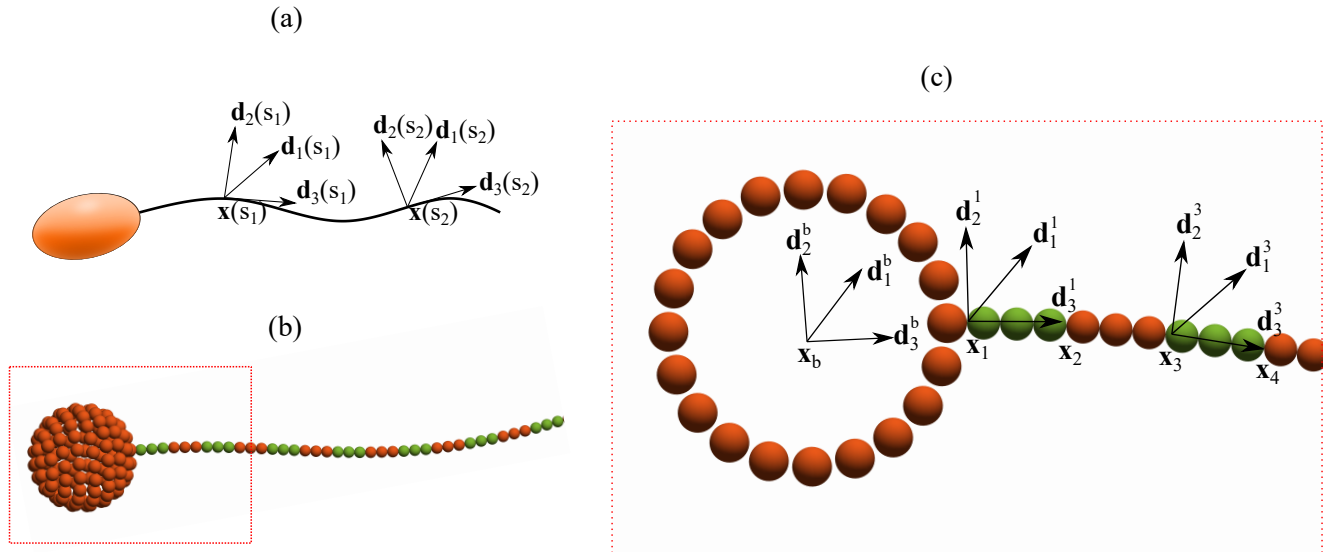 (a)
d₂(s₁)
d₁(s₁)
d₃(s₁)
x(s₁)
d₂(s₂)
d₁(s₂)
d₃(s₂)
x(s₂)
(b)
(c)
d₂ᵇ
d₁ᵇ
d₃ᵇ
x_b
d₂¹
d₁¹
d₃¹
x₁
x₂
d₂³
d₁³
d₃³
x₃
x₄